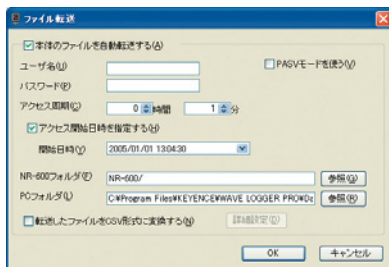 ファイル転送
本体のファイルを自動転送する(A)
ユーザ名(U)
PASVモードを使う(V)
パスワード(P)
アクセス周期(C) 0 時間 1 分
アクセス開始日時を指定する(H)
開始日時(Y) 2005/01/01 13:04:30
NR-600フォルダ(F) NR-600/ 参照(G)
PCフォルダ(L) C:¥Program Files¥KEYENCE¥WAVE LOGGER PRO¥Da 参照(R)
転送したファイルをCSV形式に変換する(N) 詳細設定(D)
OK キャンセル